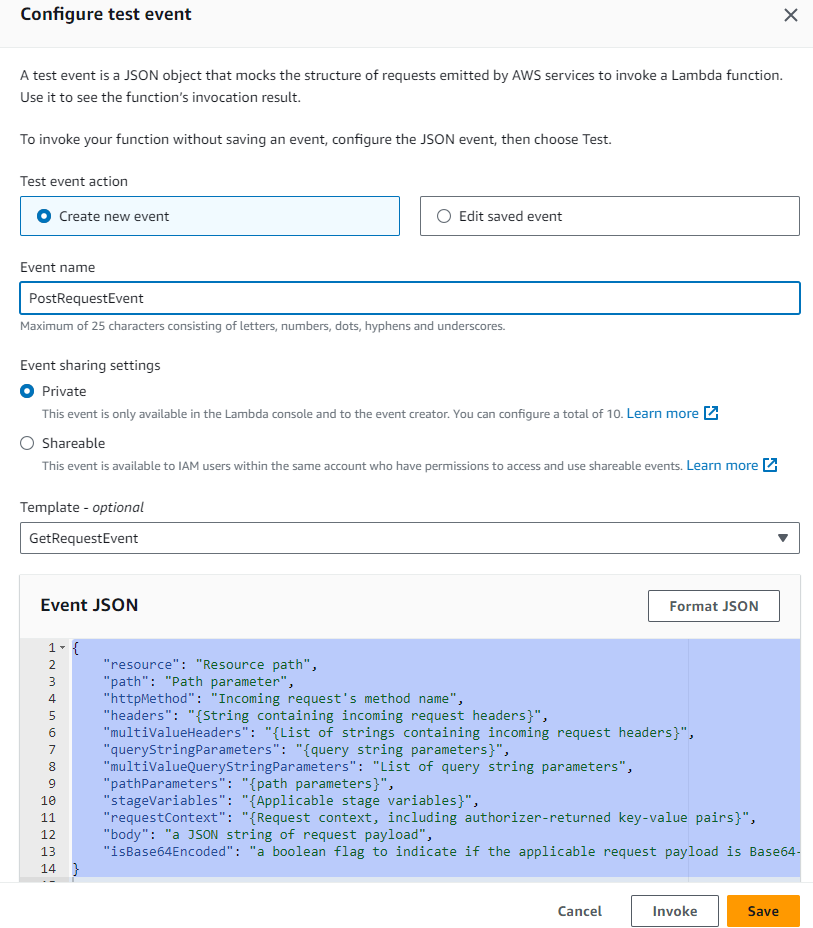 Configure test event
A test event is a JSON object that mocks the structure of requests emitted by AWS services to invoke a Lambda function.
Use it to see the function's invocation result.
To invoke your function without saving an event, configure the JSON event, then choose Test.
Test event action
Create new event
Edit saved event
Event name
PostRequestEvent
Maximum of 25 characters consisting of letters, numbers, dots, hyphens and underscores.
Event sharing settings
Private
This event is only available in the Lambda console and to the event creator. You can configure a total of 10. Learn more
Shareable
This event is available to IAM users within the same account who have permissions to access and use shareable events. Learn more
Template - optional
GetRequestEvent
Event JSON
Format JSON
1 {
2 "resource": "Resource path",
3 "path": "Path parameter",
4 "httpMethod": "Incoming request's method name",
5 "headers": "{String containing incoming request headers}",
6 "multiValueHeaders": "{List of strings containing incoming request headers}",
7 "queryStringParameters": "{query string parameters}",
8 "multiValueQueryStringParameters": "List of query string parameters",
9 "pathParameters": "{path parameters}",
10 "stageVariables": "{Applicable stage variables}",
11 "requestContext": "{Request context, including authorizer-returned key-value pairs}",
12 "body": "a JSON string of request payload",
13 "isBase64Encoded": "a boolean flag to indicate if the applicable request payload is Base64-
14 }
Cancel
Invoke
Save